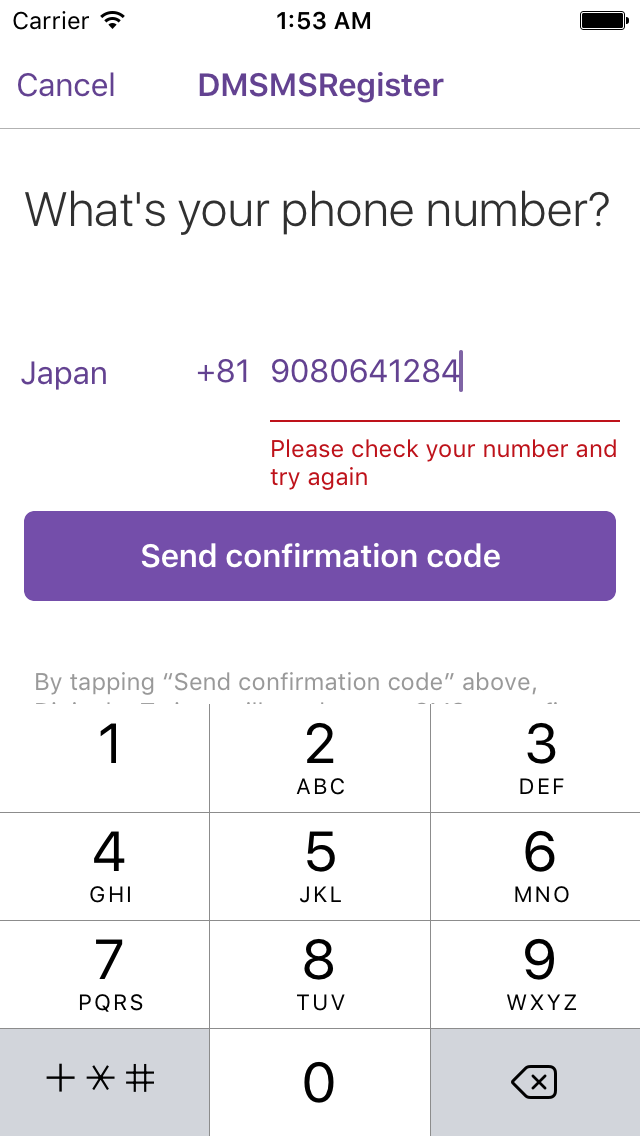 Carrier 1:53 AM
Cancel DMSMSRegister
What's your phone number?
Japan +81 9080641284
Please check your number and
try again
Send confirmation code
By tapping “Send confirmation code” above,
1 2 3
ABC DEF
4 5 6
GHI JKL MNO
7 8 9
PQRS TUV WXYZ
+ * # 0